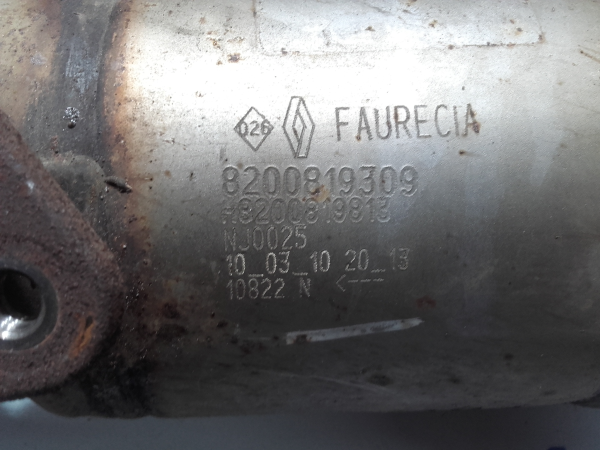 026 FAURECIA
8200819309
H8200819813
NJ0025
10_03_10 20_13
10822 N <---